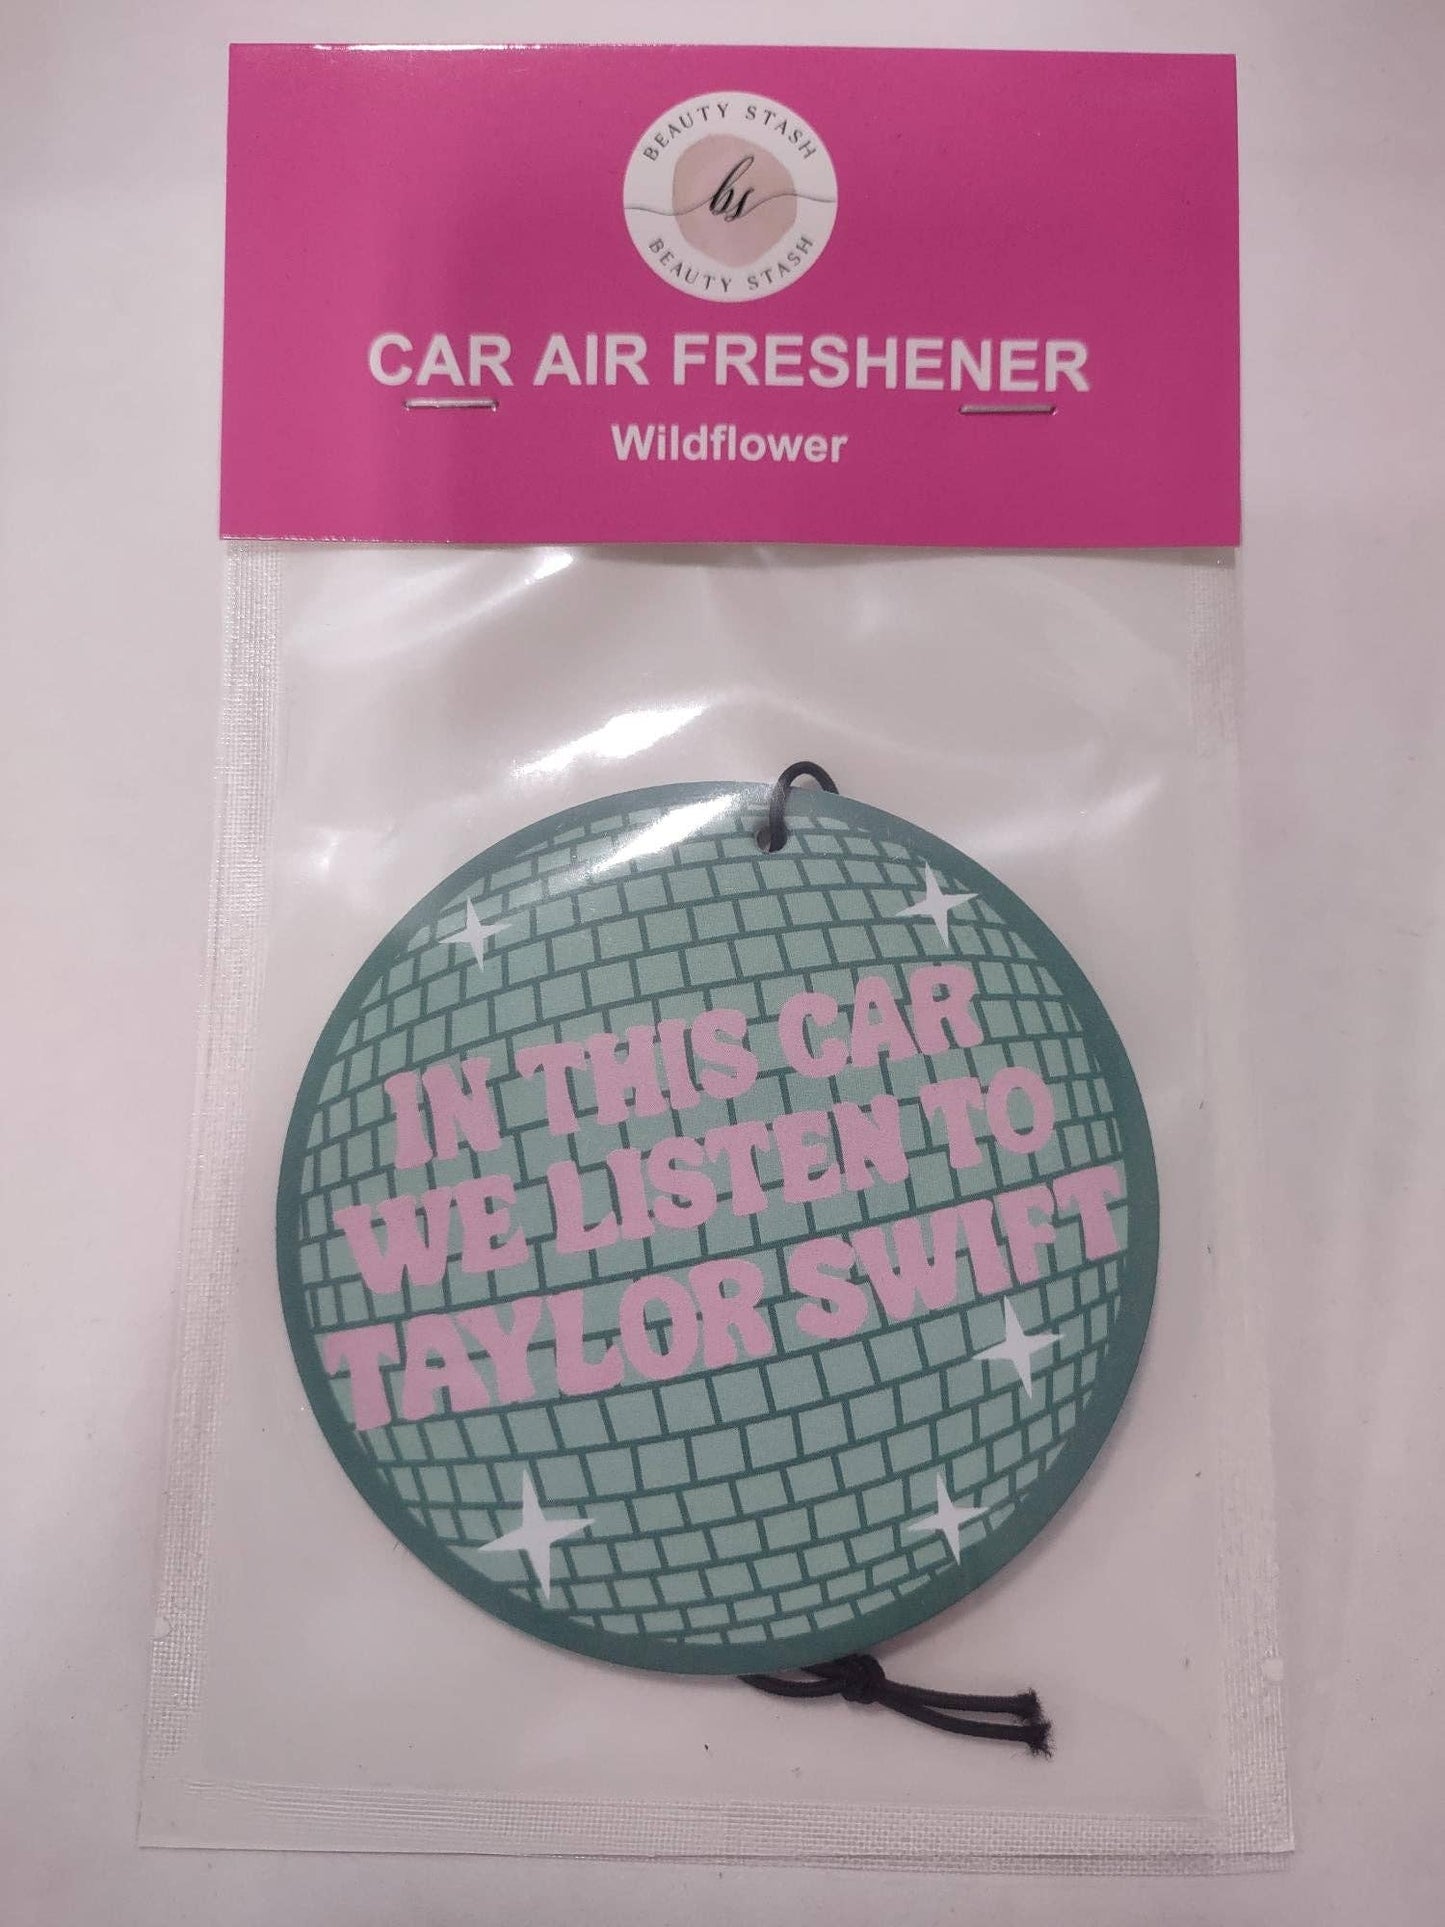 BEAUTY STASH
bs
BEAUTY STASH
CAR AIR FRESHENER
Wildflower
IN THIS CAR
WE LISTEN TO
TAYLOR SWIFT